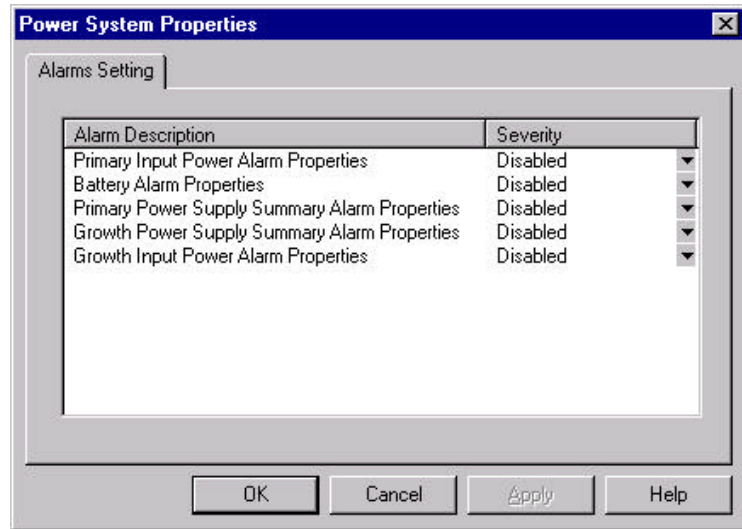 Power System Properties
Alarms Setting
Alarm Description Severity
Primary Input Power Alarm Properties Disabled
Battery Alarm Properties Disabled
Primary Power Supply Summary Alarm Properties Disabled
Growth Power Supply Summary Alarm Properties Disabled
Growth Input Power Alarm Properties Disabled
OK Cancel Apply Help